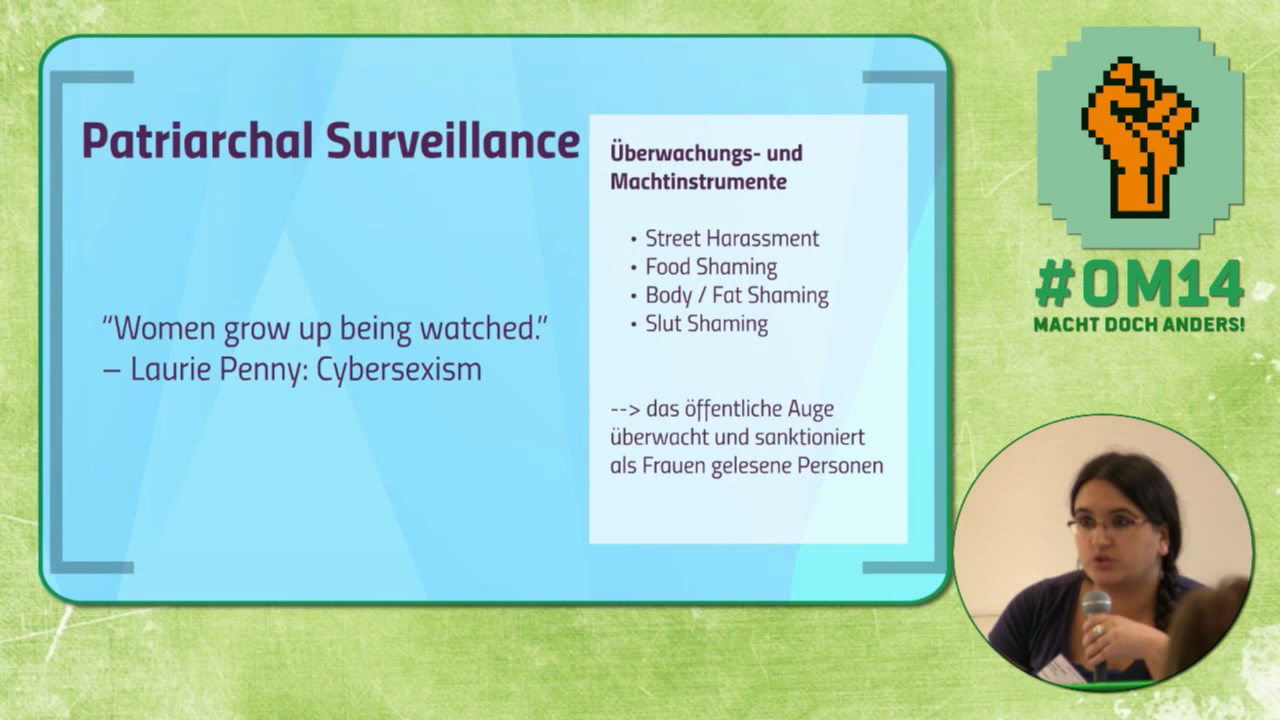 Patriarchal Surveillance
“Women grow up being watched.”
– Laurie Penny: Cybersexism
Überwachungs- und
Machtinstrumente
• Street Harassment
• Food Shaming
• Body / Fat Shaming
• Slut Shaming
--> das öffentliche Auge
überwacht und sanktioniert
als Frauen gelesene Personen
#OM14
MACHT DOCH ANDERS!